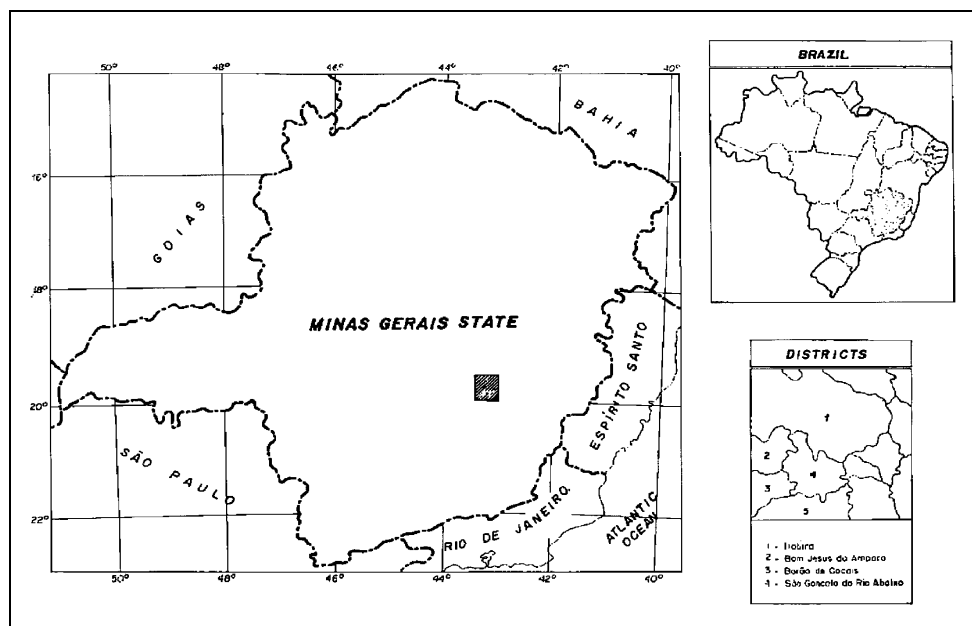 50° 48° 46° 44° 42° 40°
BAHIA
GOIAS
16°
18°
MINAS GERAIS STATE
ESPÍRITO SANTO
20°
SÃO PAULO
22°
RIO DE JANEIRO
ATLANTIC
OCEAN
50° 48° 46° 44° 42° 40°
BRAZIL
DISTRICTS
1
2
4
3
5
1 - Itabira
2 - Bom Jesus do Amparo
3 - Barão de Cocais
4 - São Gonçalo do Rio Abaixo